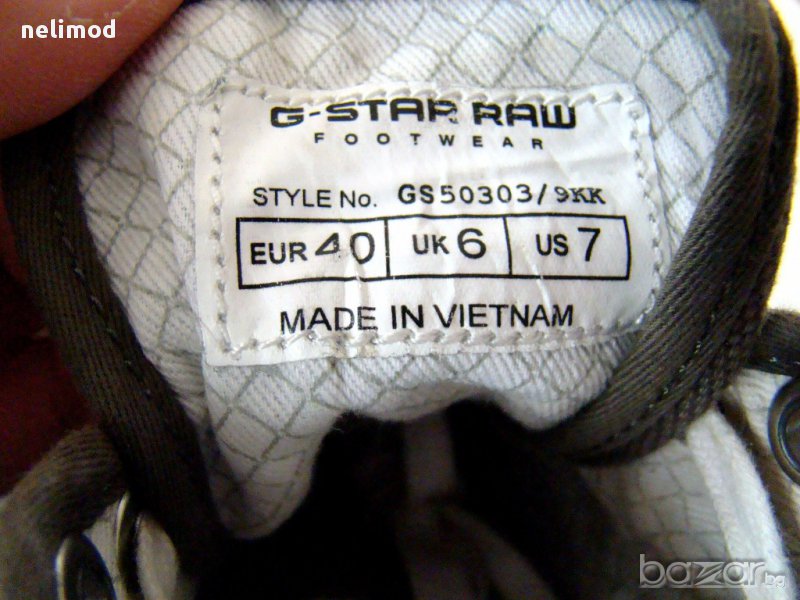 nelimod
G-STAR RAW
FOOTWEAR
STYLE No. GS50303/9KK
EUR 40 UK 6 US 7
MADE IN VIETNAM
bazar.bg